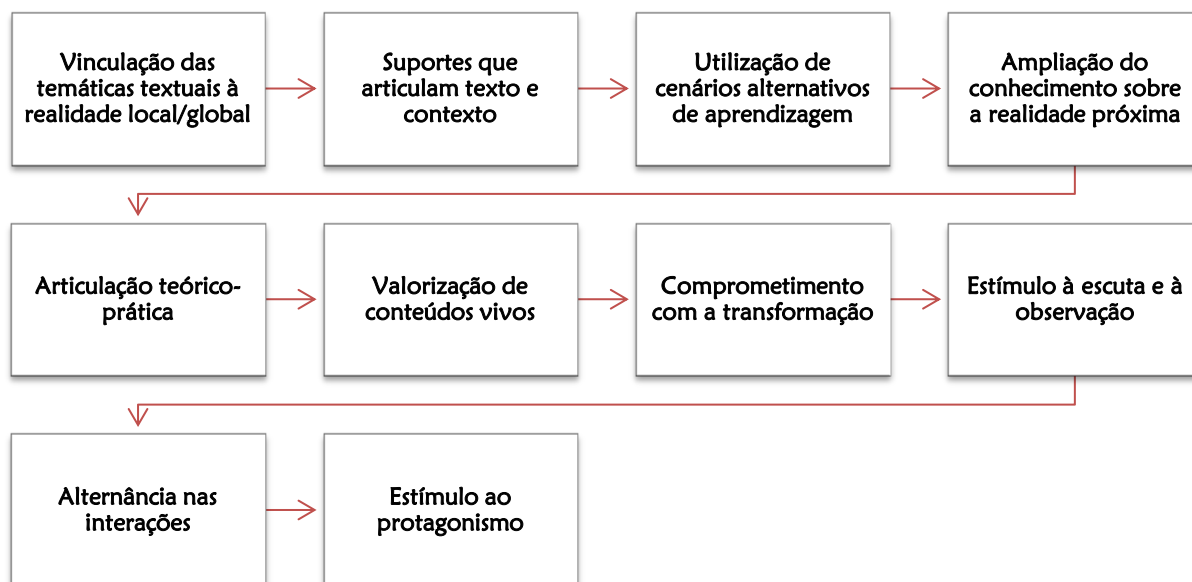 Vinculação das
temáticas textuais à
realidade local/global
Suportes que
articulam texto e
contexto
Utilização de
cenários alternativos
de aprendizagem
Ampliação do
conhecimento sobre
a realidade próxima
Articulação teórico-
prática
Valorização de
conteúdos vivos
Comprometimento
com a transformação
Estímulo à escuta e à
observação
Alternância nas
interações
Estímulo ao
protagonismo